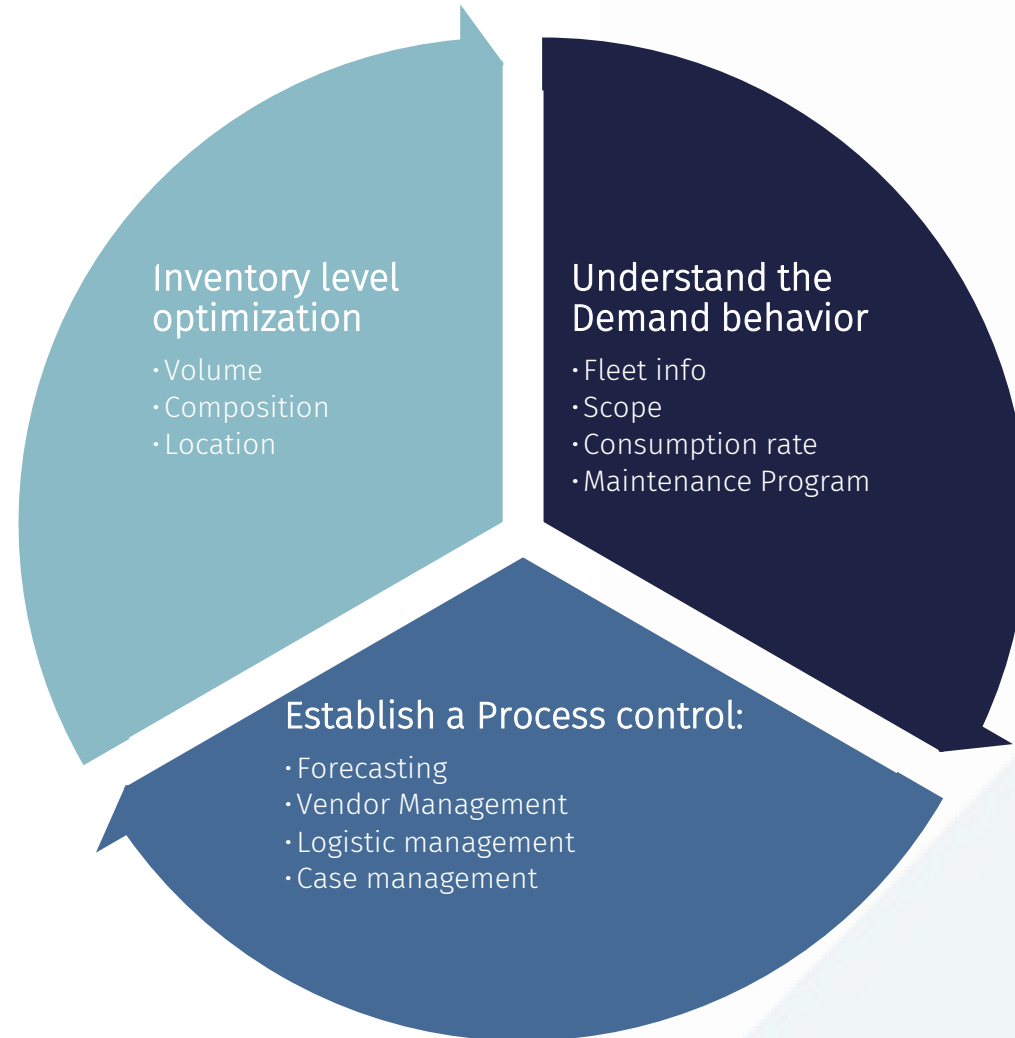 Inventory level
optimization
·Volume
·Composition
·Location
Understand the
Demand behavior
·Fleet info
·Scope
·Consumption rate
·Maintenance Program
Establish a Process control:
·Forecasting
·Vendor Management
·Logistic management
·Case management